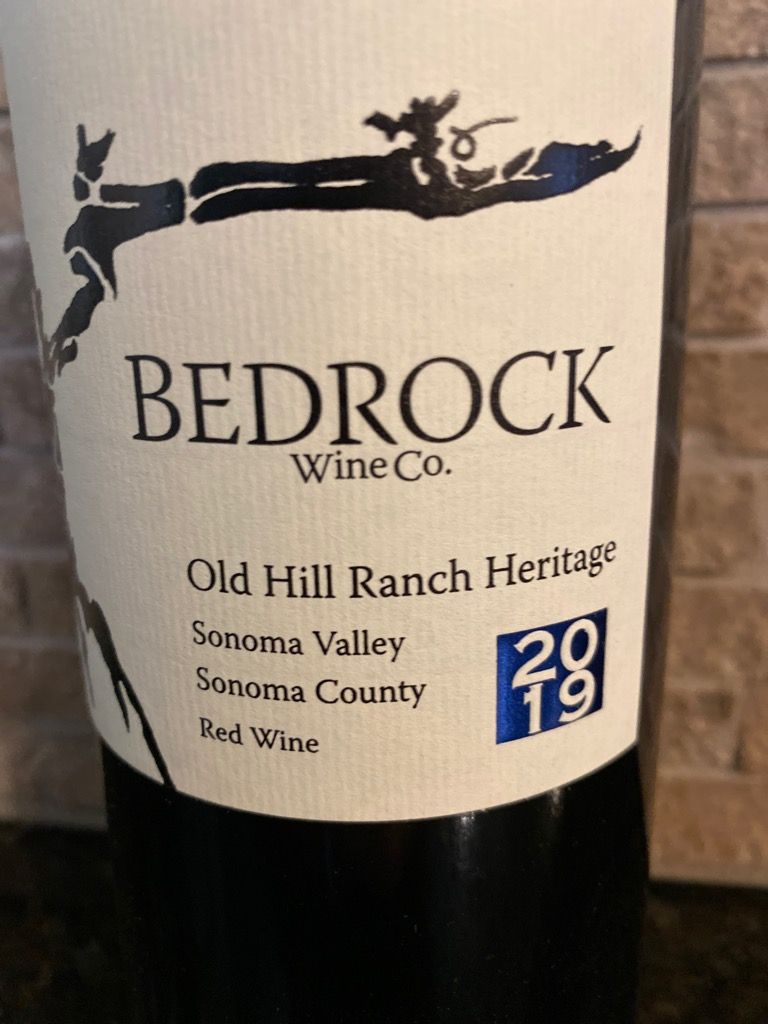 BEDROCK
Wine Co.
Old Hill Ranch Heritage
Sonoma Valley
Sonoma County
Red Wine
20
19